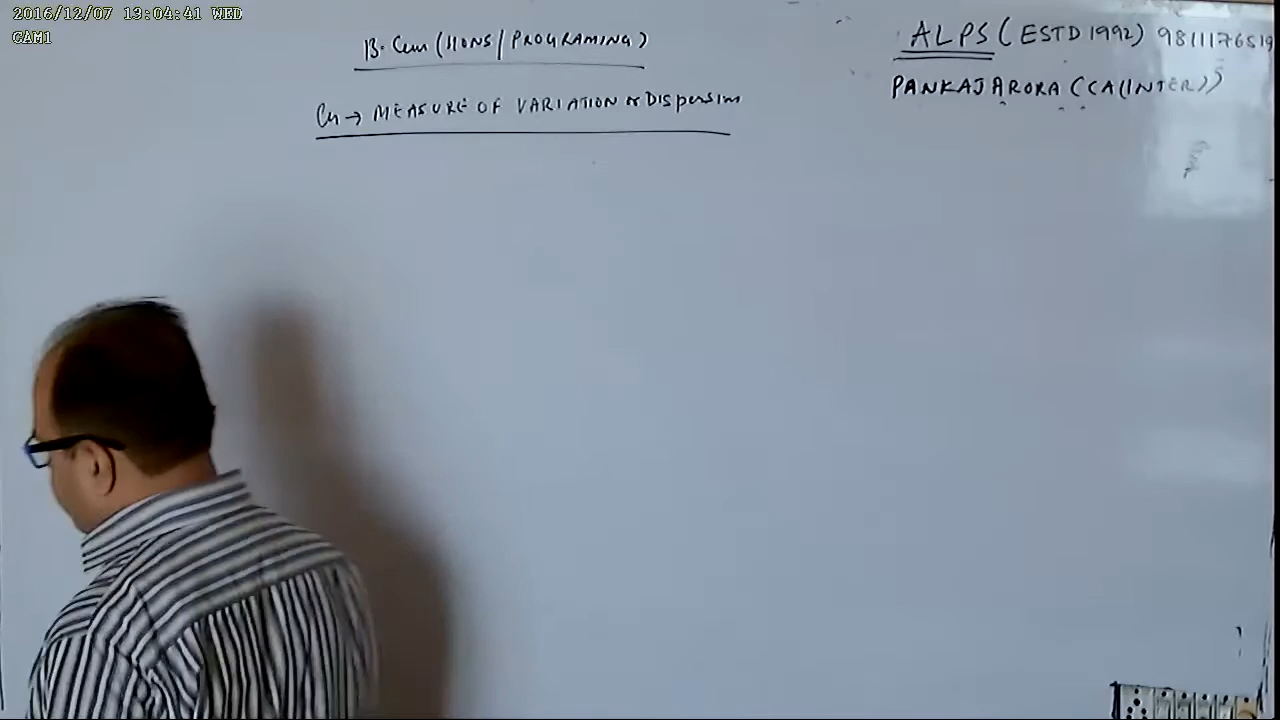 2016/12/07 13:04:41 WED
CAM1
B. Com (HONS / PROGRAMING)
Ch → MEASURE OF VARIATION or Dispersion
ALPS (ESTD 1992) 9811176519
PANKAJ ARORA (CA(INTER))